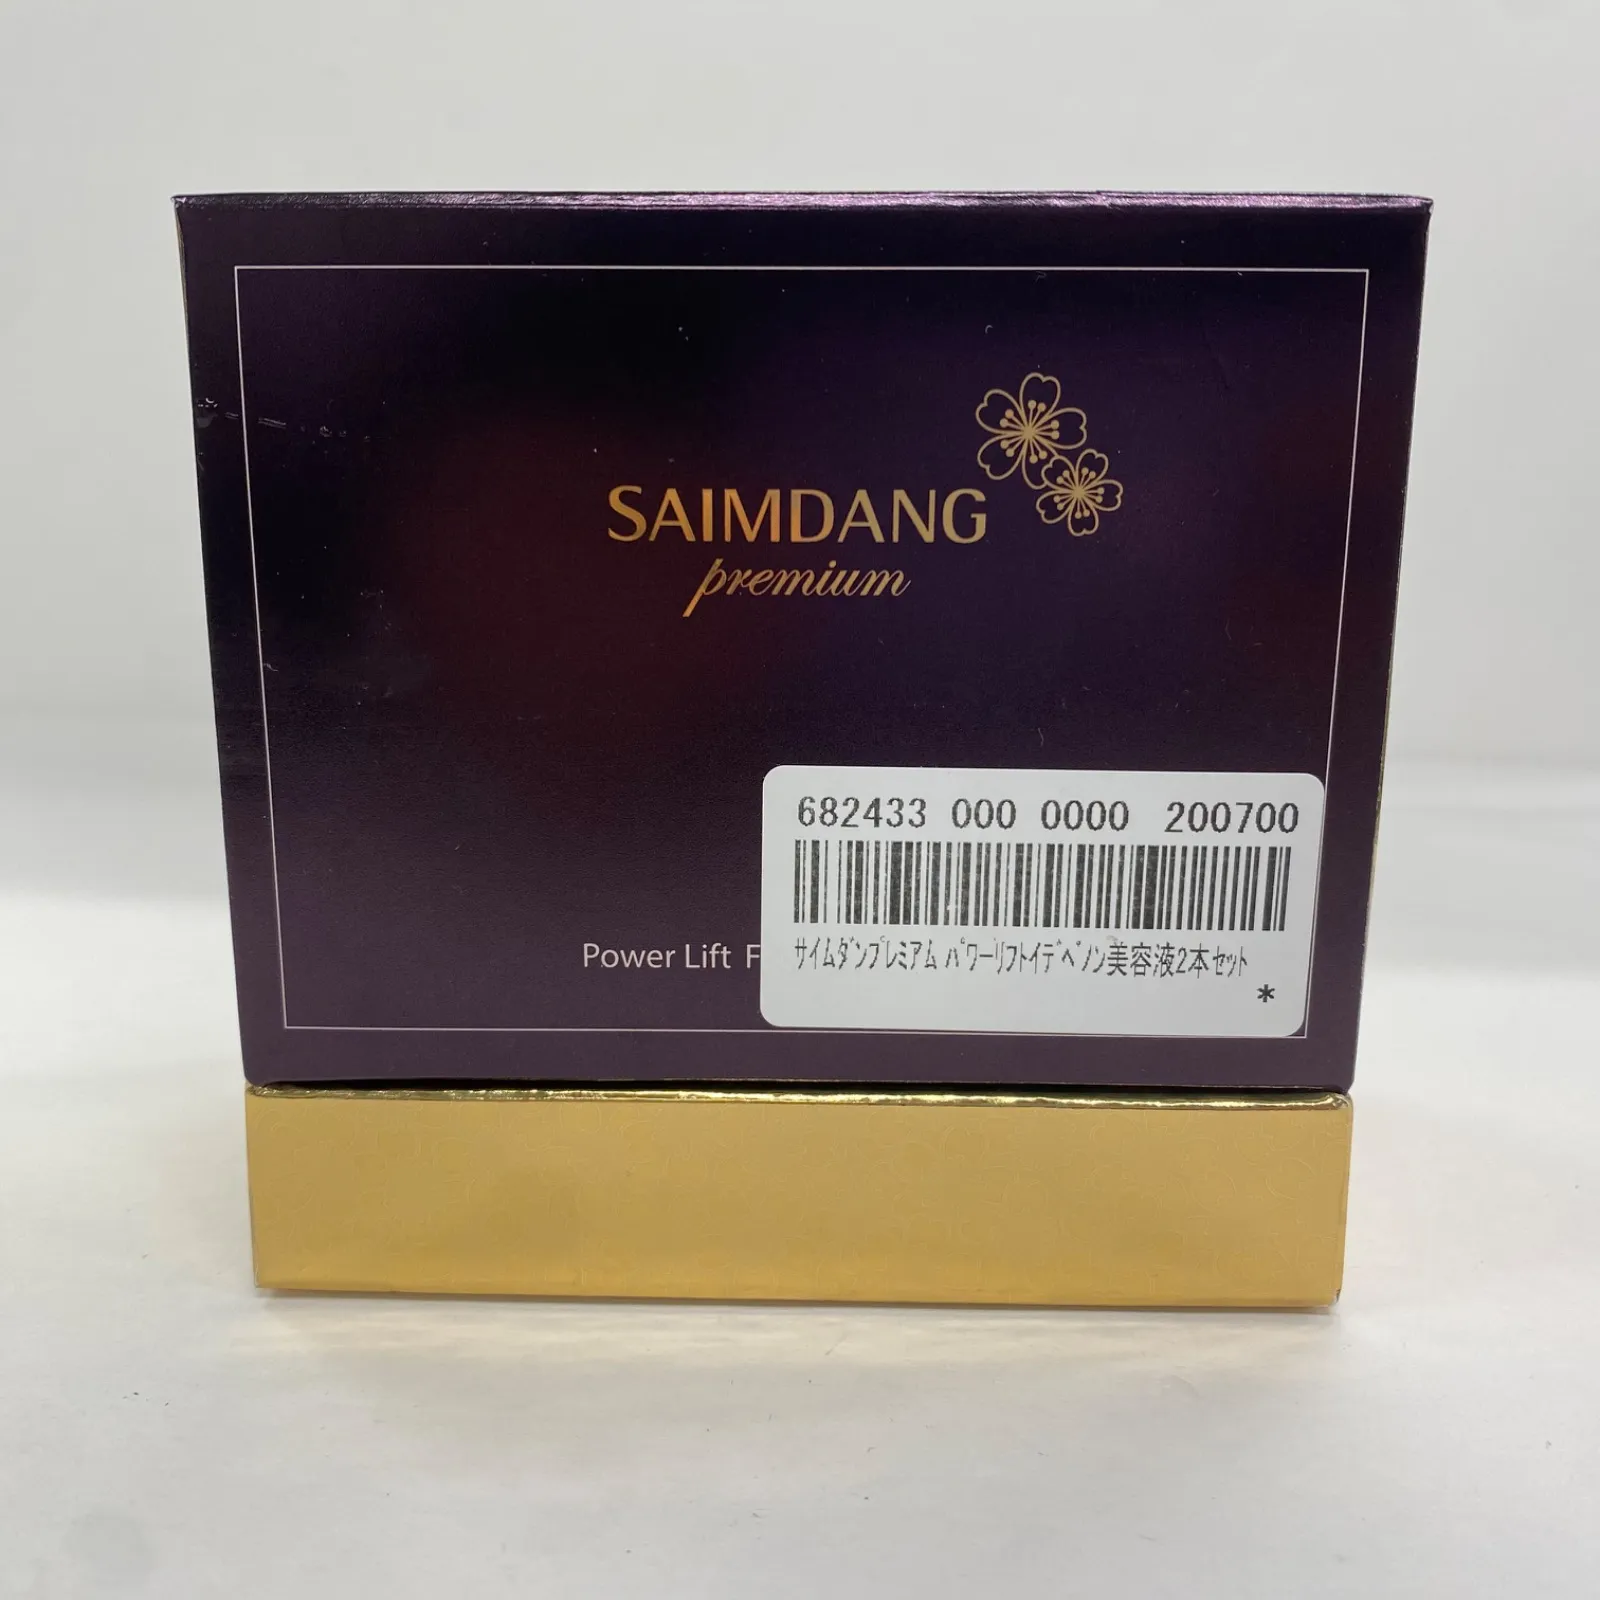 SAIMDANG
premium
682433 000 0000 200700
Power Lift F
ｻｲﾑﾀﾞﾝﾌﾟﾚﾐｱﾑ ﾊﾟﾜｰﾘﾌﾄｲﾃﾞﾍﾞﾉﾝ美容液2本ｾｯﾄ
*